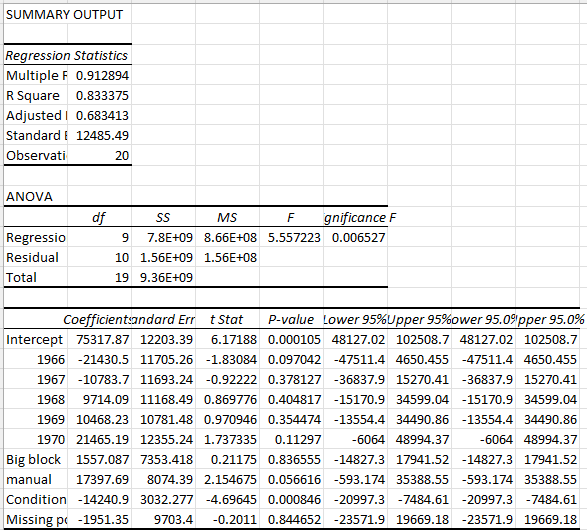 SUMMARY OUTPUT
Regression Statistics
Multiple R 0.912894
R Square 0.833375
Adjusted 0.683413
Standard E 12485.49
Observati 20
ANOVA
df SS MS F gnificance F
Regressio 9 7.8E+09 8.66E+08 5.557223 0.006527
Residual 10 1.56E+09 1.56E+08
Total 19 9.36E+09
Coefficients andard Err t Stat P-value Lower 95% Upper 95% ower 95.0% pper 95.0%
Intercept 75317.87 12203.39 6.17188 0.000105 48127.02 102508.7 48127.02 102508.7
1966 -21430.5 11705.26 -1.83084 0.097042 -47511.4 4650.455 -47511.4 4650.455
1967 -10783.7 11693.24 -0.92222 0.378127 -36837.9 15270.41 -36837.9 15270.41
1968 9714.09 11168.49 0.869776 0.404817 -15170.9 34599.04 -15170.9 34599.04
1969 10468.23 10781.48 0.970946 0.354474 -13554.4 34490.86 -13554.4 34490.86
1970 21465.19 12355.24 1.737335 0.11297 -6064 48994.37 -6064 48994.37
Big block 1557.087 7353.418 0.21175 0.836555 -14827.3 17941.52 -14827.3 17941.52
manual 17397.69 8074.39 2.154675 0.056616 -593.174 35388.55 -593.174 35388.55
Condition -14240.9 3032.277 -4.69645 0.000846 -20997.3 -7484.61 -20997.3 -7484.61
Missing po -1951.35 9703.4 -0.2011 0.844652 -23571.9 19669.18 -23571.9 19669.18